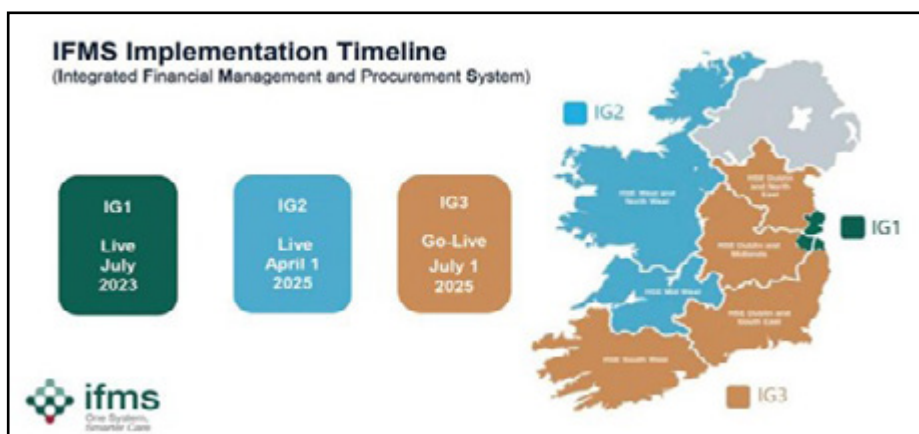 IFMS Implementation Timeline
(Integrated Financial Management and Procurement System)
IG1
Live
July
2023
IG2
Live
April 1
2025
IG3
Go-Live
July 1
2025
IG2
HSE West and
North West
HSE Dublin
and North
East
IG1
HSE Dublin and
Midlands
HSE Mid West
HSE Dublin and
South East
HSE South West
IG3
ifms
One System,
Smarter Care